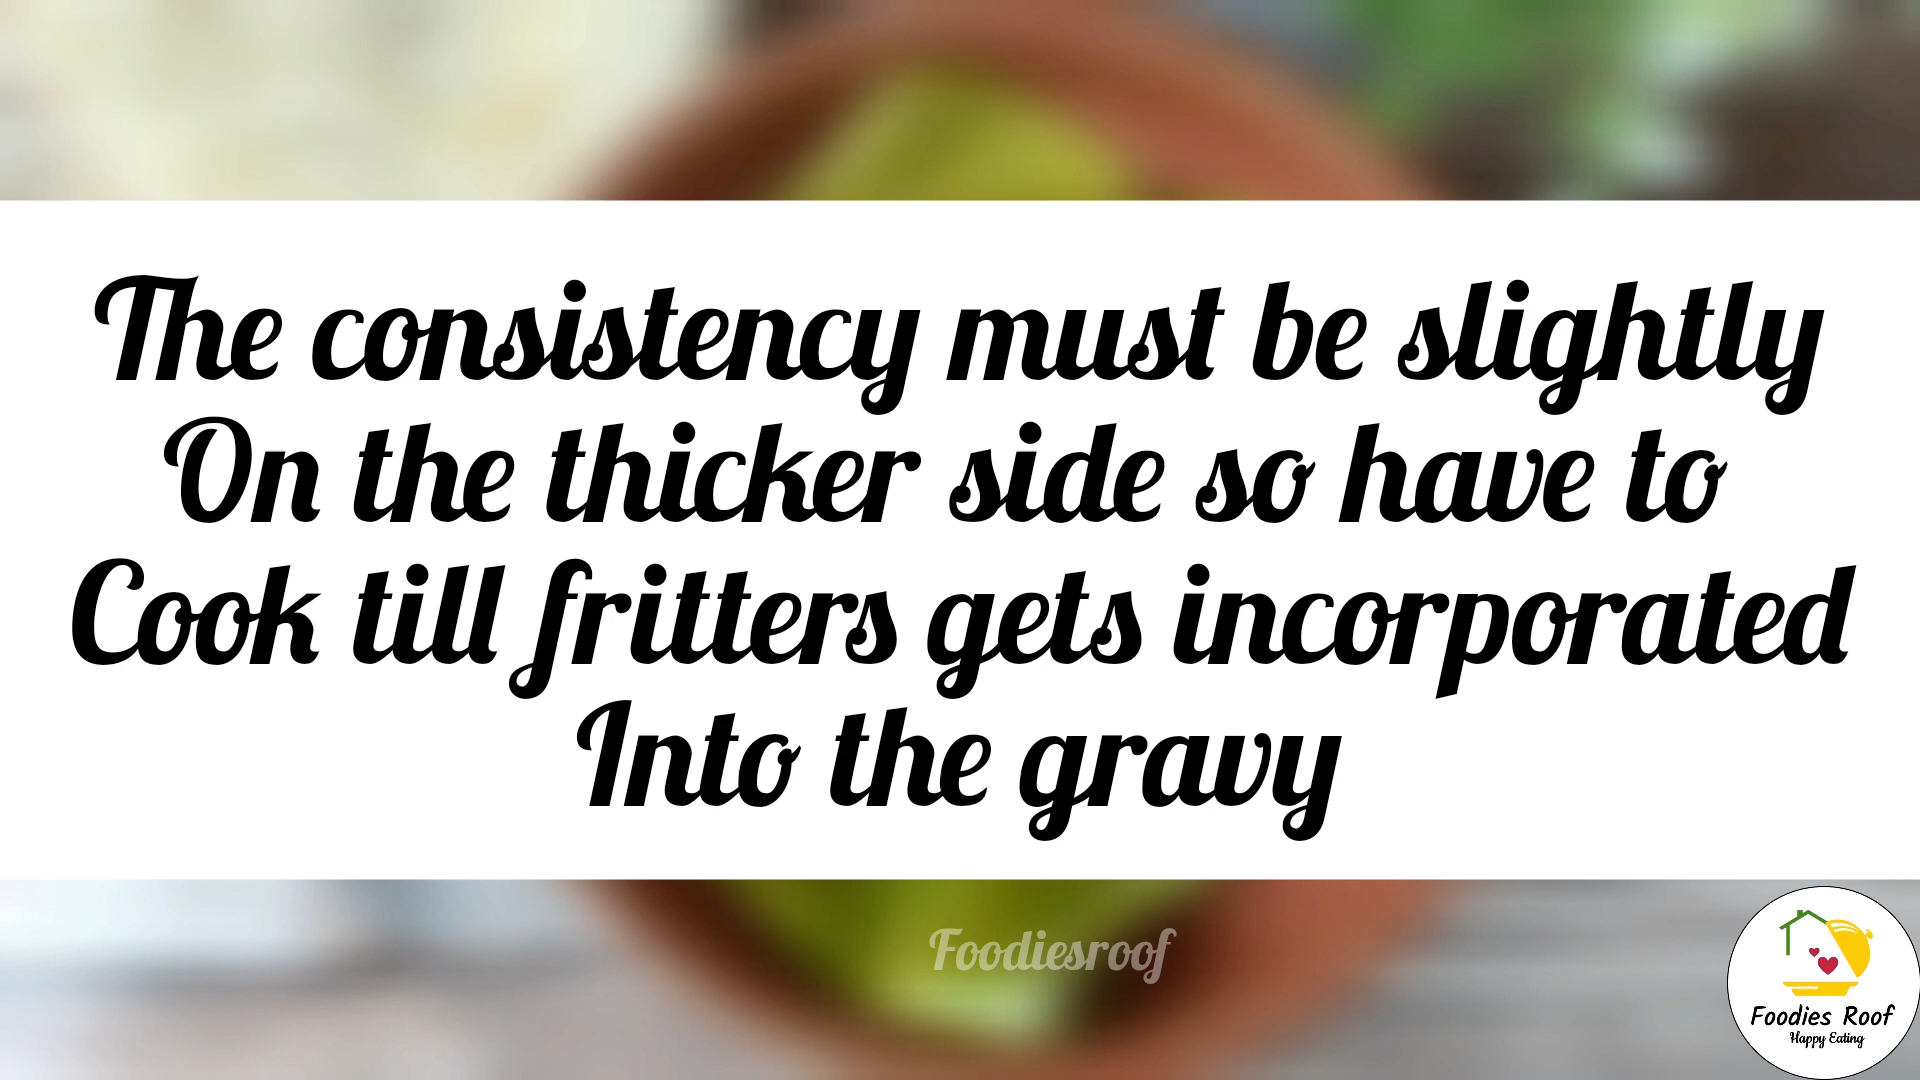 The consistency must be slightly
On the thicker side so have to
Cook till fritters gets incorporated
Into the gravy
Foodiesroof
Foodies Roof
Happy Eating